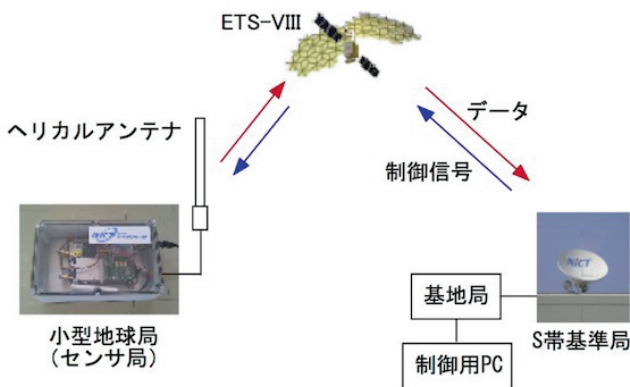 ETS-VIII
ヘリカルアンテナ
データ
制御信号
NICT
NICT
小型地球局
(センサ局)
基地局
S帯基準局
制御用PC